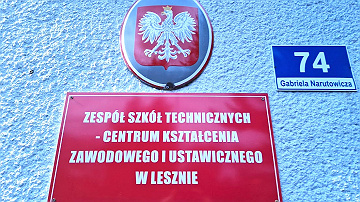 74
Gabriela Narutowicza
ZESPÓŁ SZKÓŁ TECHNICZNYCH
- CENTRUM KSZTAŁCENIA
ZAWODOWEGO I USTAWICZNEGO
W LESZNIE